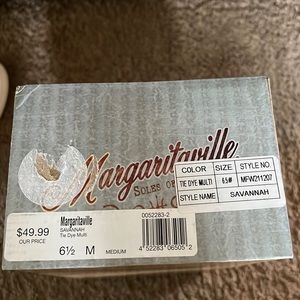 Margaritaville
SOLES OF
COLOR SIZE STYLE NO.
TIE DYE MULTI 6.5# MFW211207
STYLE NAME SAVANNAH
$49.99
OUR PRICE
Margaritaville
SAVANNAH
Tie Dye Multi
6½ M MEDIUM
0052283-2
4 52283 06505 2